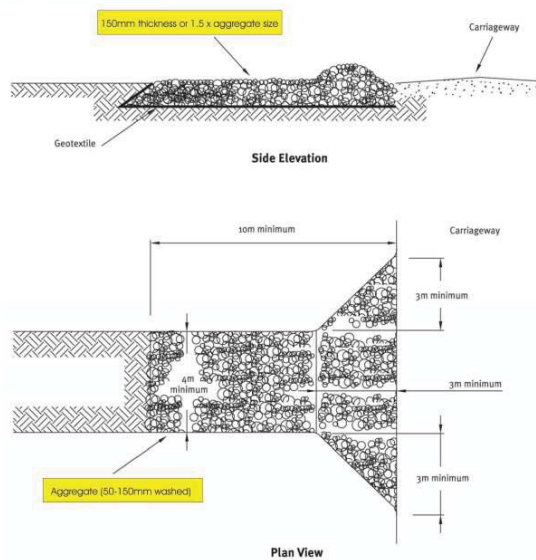 150mm thickness or 1.5 x aggregate size
Carriageway
Geotextile
Side Elevation
10m minimum
Carriageway
3m minimum
4m
minimum
3m minimum
3m minimum
Aggregate (50-150mm washed)
Plan View